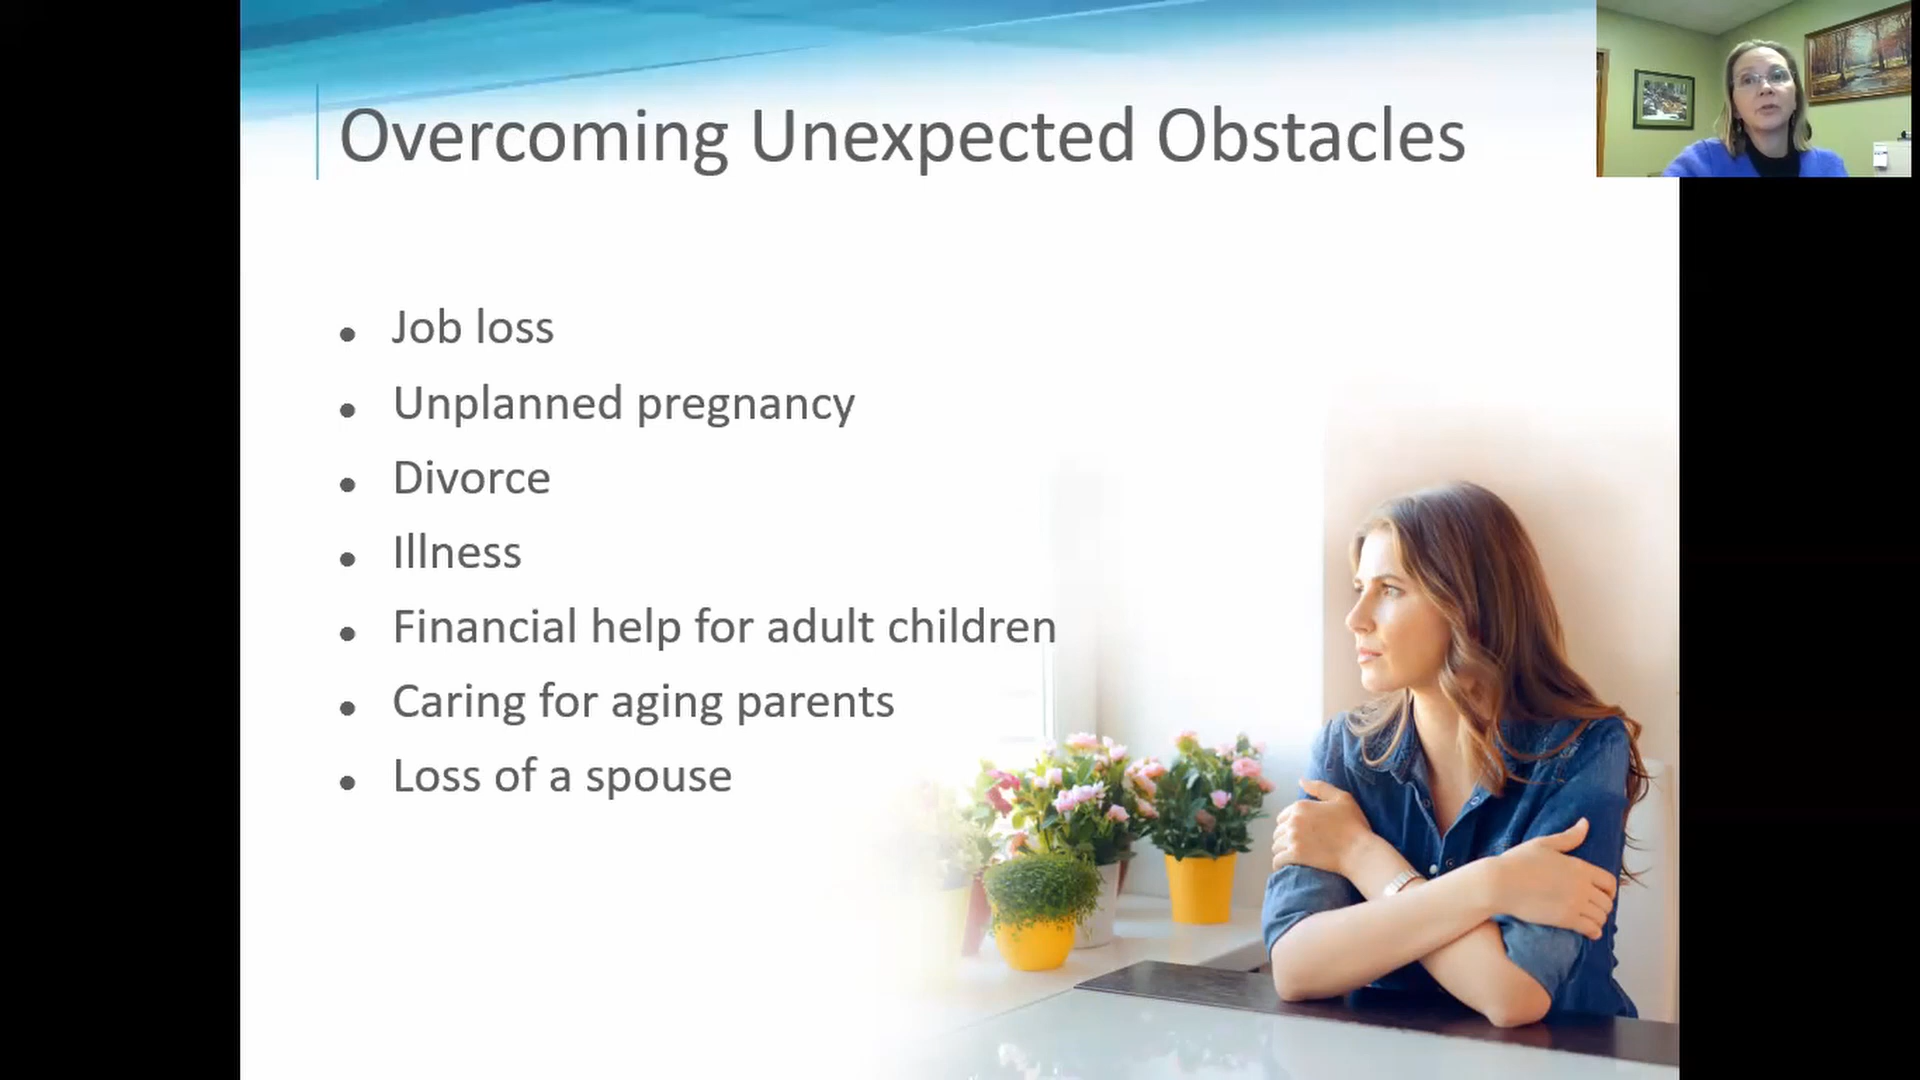 Overcoming Unexpected Obstacles
Job loss
Unplanned pregnancy
Divorce
Illness
Financial help for adult children
Caring for aging parents
Loss of a spouse